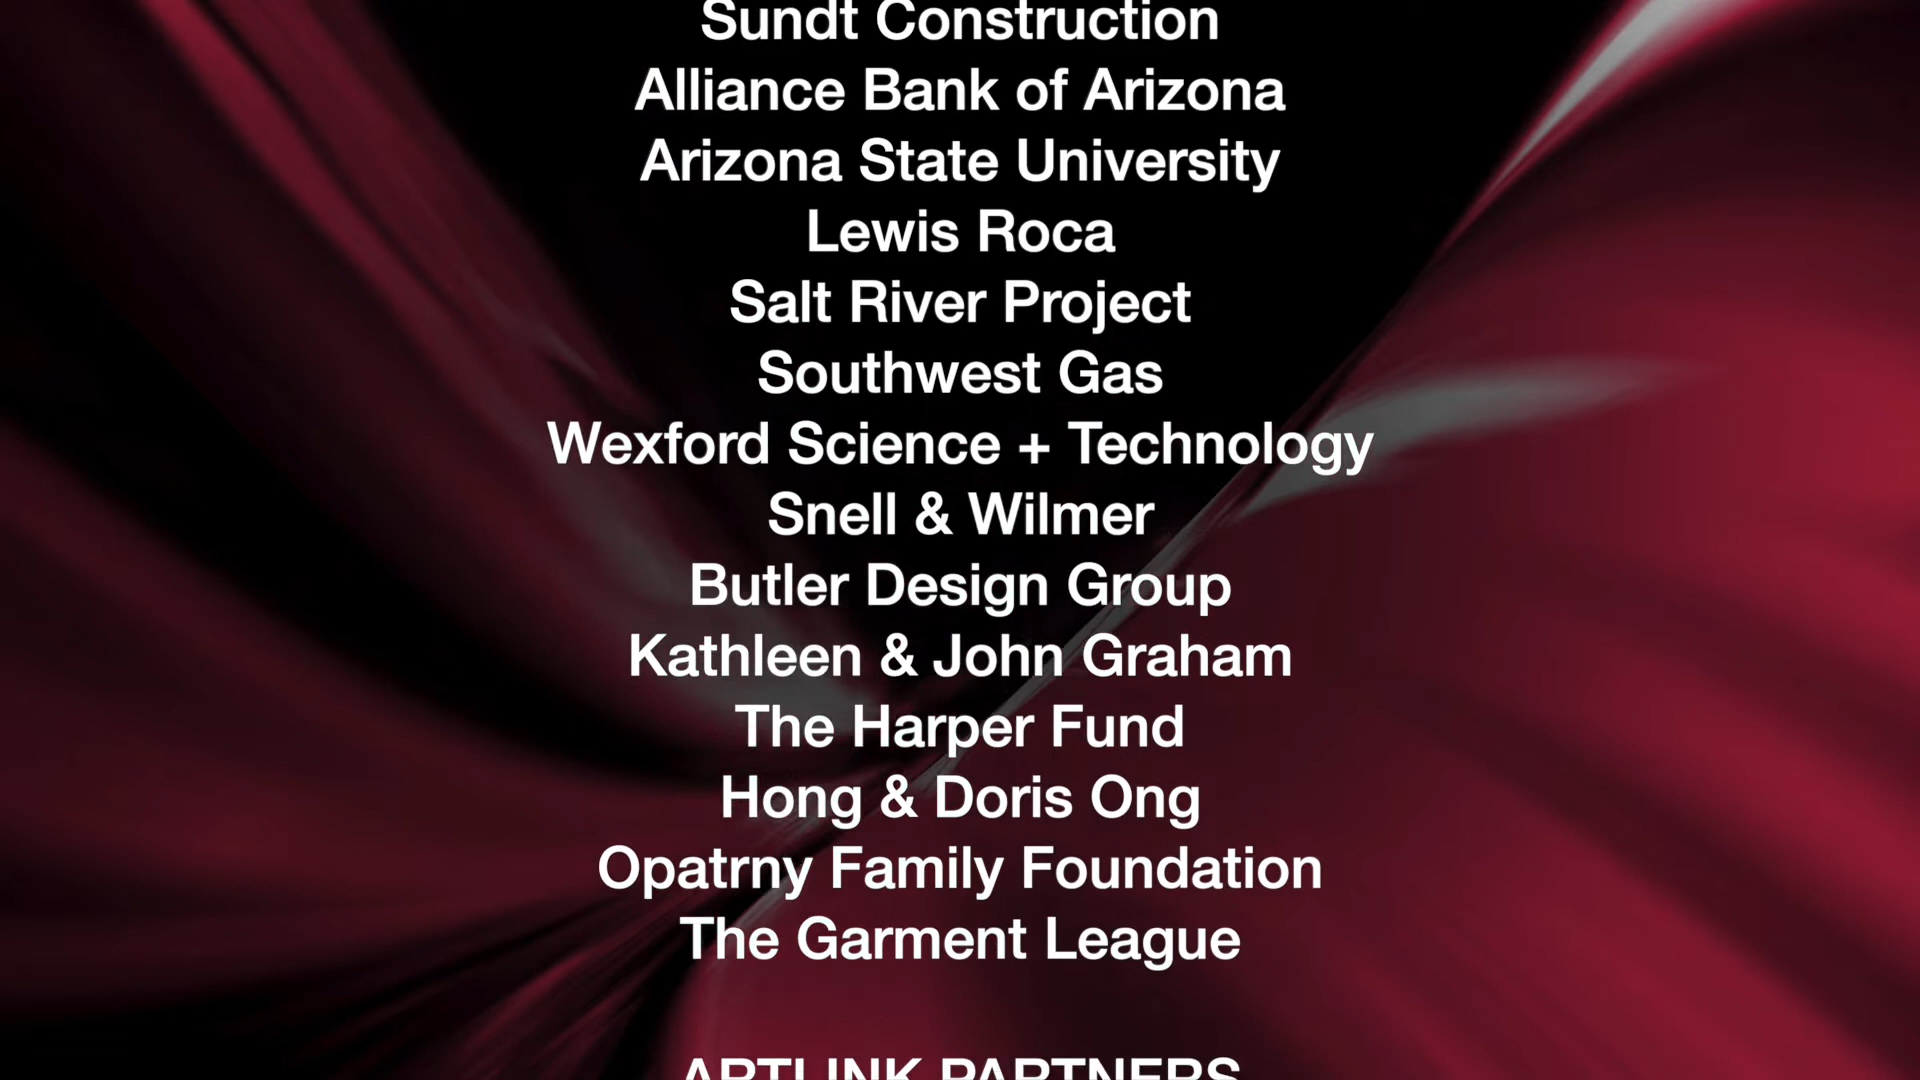 Sundt Construction
Alliance Bank of Arizona
Arizona State University
Lewis Roca
Salt River Project
Southwest Gas
Wexford Science + Technology
Snell & Wilmer
Butler Design Group
Kathleen & John Graham
The Harper Fund
Hong & Doris Ong
Opatrny Family Foundation
The Garment League
ARTLINK PARTNERS